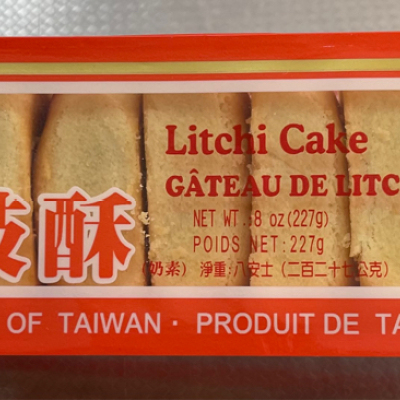 Litchi Cake
GÂTEAU DE LITC
NET WT.:8 oz(227g)
POIDS NET:227g
酥
(奶素) 淨重:八安士(二百二十七公克)
OF TAIWAN · PRODUIT DE TA